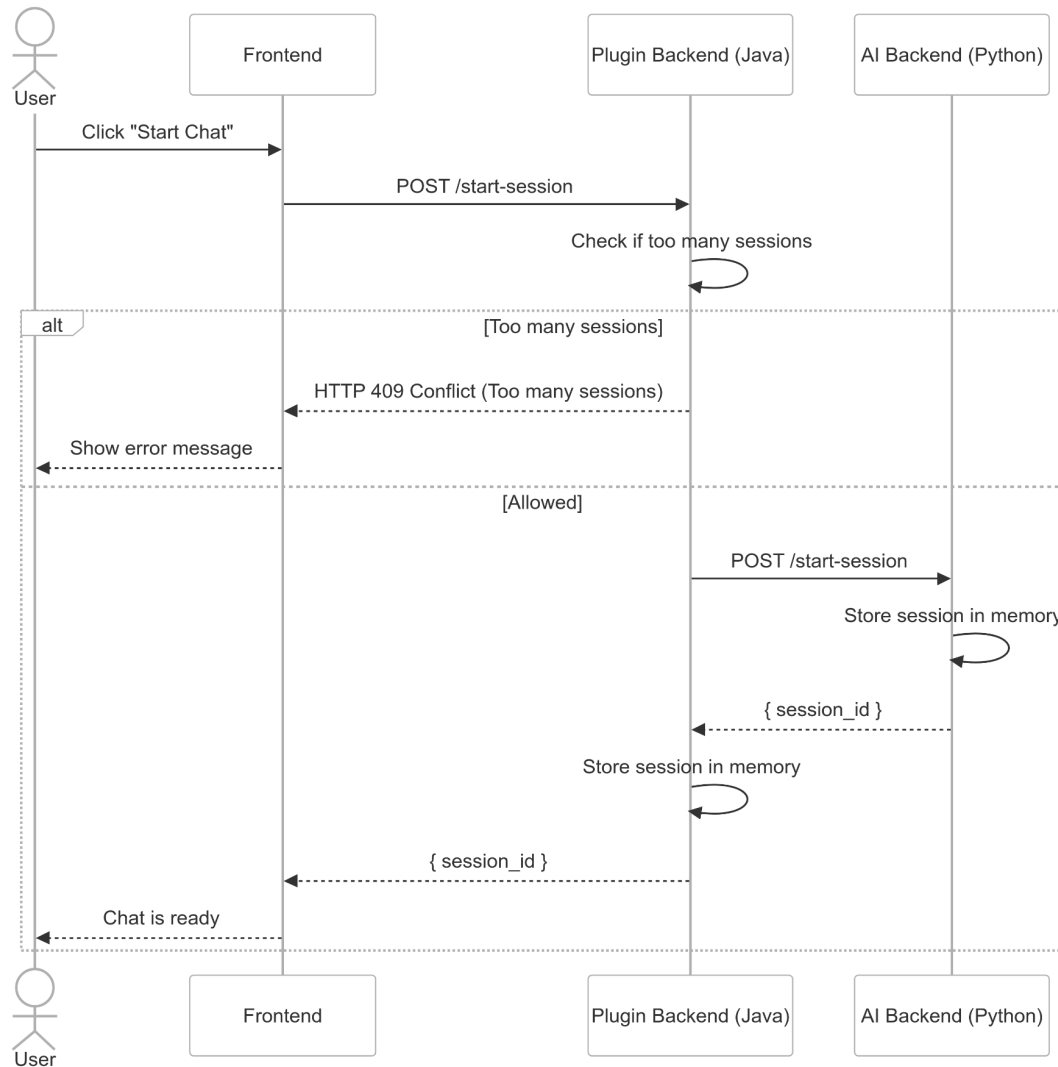 Frontend
Plugin Backend (Java)
AI Backend (Python)
User
Click "Start Chat"
POST /start-session
Check if too many sessions
alt
[Too many sessions]
HTTP 409 Conflict (Too many sessions)
Show error message
[Allowed]
POST /start-session
Store session in memory
{ session_id }
Store session in memory
{ session_id }
Chat is ready
Frontend
Plugin Backend (Java)
AI Backend (Python)
User